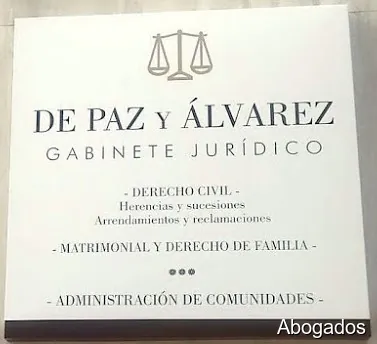 DE PAZ Y ÁLVAREZ
GABINETE JURÍDICO
- DERECHO CIVIL -
Herencias y sucesiones
Arrendamientos y reclamaciones
- MATRIMONIAL Y DERECHO DE FAMILIA -
- ADMINISTRACIÓN DE COMUNIDADES -
Abogados